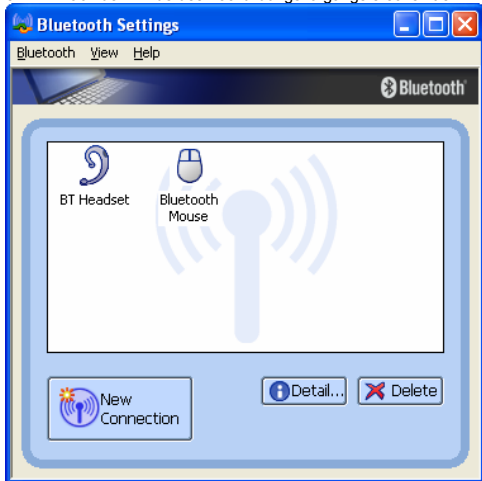 Bluetooth Settings
Bluetooth View Help
Bluetooth
BT Headset
Bluetooth
Mouse
New
Connection
Detail...
Delete